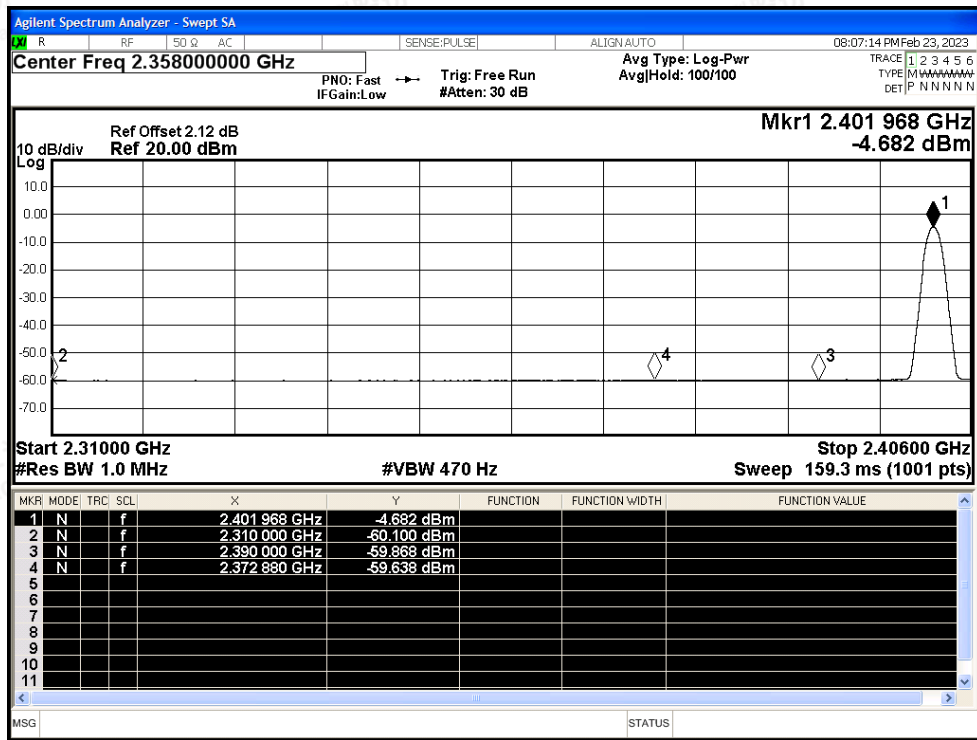 Agilent Spectrum Analyzer - Swept SA
LXI R RF 50 Ω AC SENSE:PULSE ALIGN AUTO 08:07:14 PM Feb 23, 2023
Center Freq 2.358000000 GHz
PNO: Fast
IFGain:Low
Trig: Free Run
#Atten: 30 dB
Avg Type: Log-Pwr
Avg|Hold: 100/100
TRACE 1 2 3 4 5 6
TYPE M W W W W W
DET P N N N N N
Mkr1 2.401 968 GHz
-4.682 dBm
Ref Offset 2.12 dB
10 dB/div Ref 20.00 dBm
Log
10.0
0.00
-10.0
-20.0
-30.0
-40.0
-50.0
-60.0
-70.0
1
2
4
3
Start 2.31000 GHz Stop 2.40600 GHz
#Res BW 1.0 MHz #VBW 470 Hz Sweep 159.3 ms (1001 pts)
MKR MODE TRC SCL X Y FUNCTION FUNCTION WIDTH FUNCTION VALUE
1 N f 2.401 968 GHz -4.682 dBm
2 N f 2.310 000 GHz -60.100 dBm
3 N f 2.390 000 GHz -59.868 dBm
4 N f 2.372 880 GHz -59.638 dBm
5
6
7
8
9
10
11
MSG STATUS